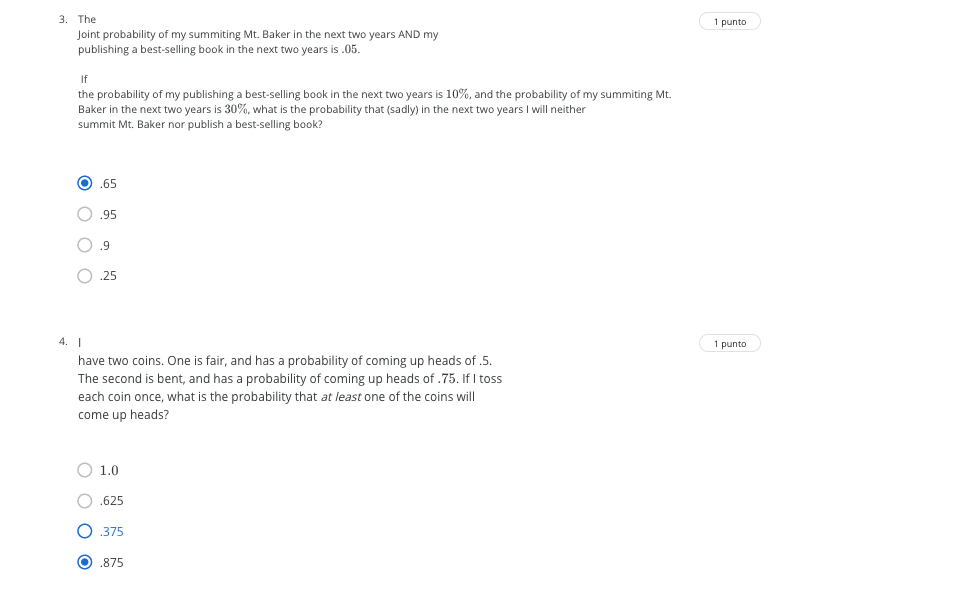 3. The
1 punto
Joint probability of my summiting Mt. Baker in the next two years AND my
publishing a best-selling book in the next two years is .05.
If
the probability of my publishing a best-selling book in the next two years is 10%, and the probability of my summiting Mt.
Baker in the next two years is 30%, what is the probability that (sadly) in the next two years I will neither
summit Mt. Baker nor publish a best-selling book?
.65
.95
.9
.25
4. I
1 punto
have two coins. One is fair, and has a probability of coming up heads of .5.
The second is bent, and has a probability of coming up heads of .75. If I toss
each coin once, what is the probability that at least one of the coins will
come up heads?
1.0
.625
.375
.875